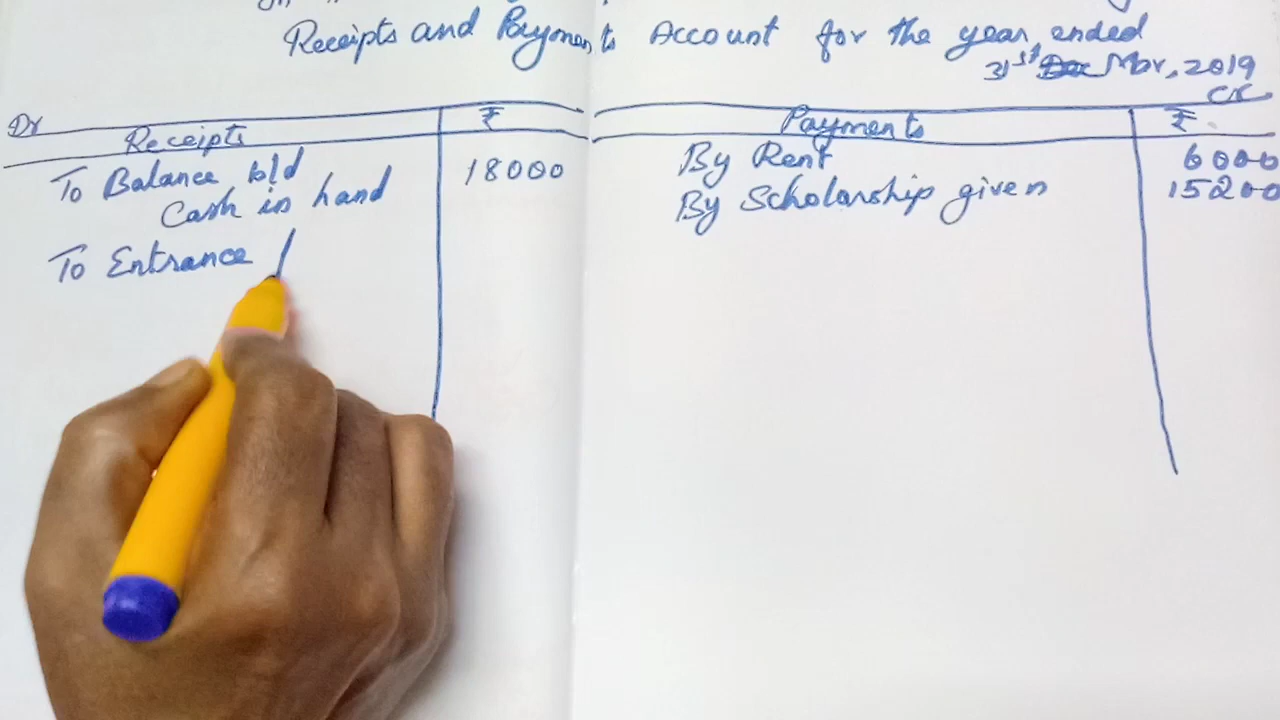 Receipts and Payments Account for the year ended
31st Mar, 2019
Dr
Cr
Receipts ₹
Payments ₹
To Balance b/d 18000
Cash in hand
To Entrance
By Rent 6000
By Scholarship given 15200